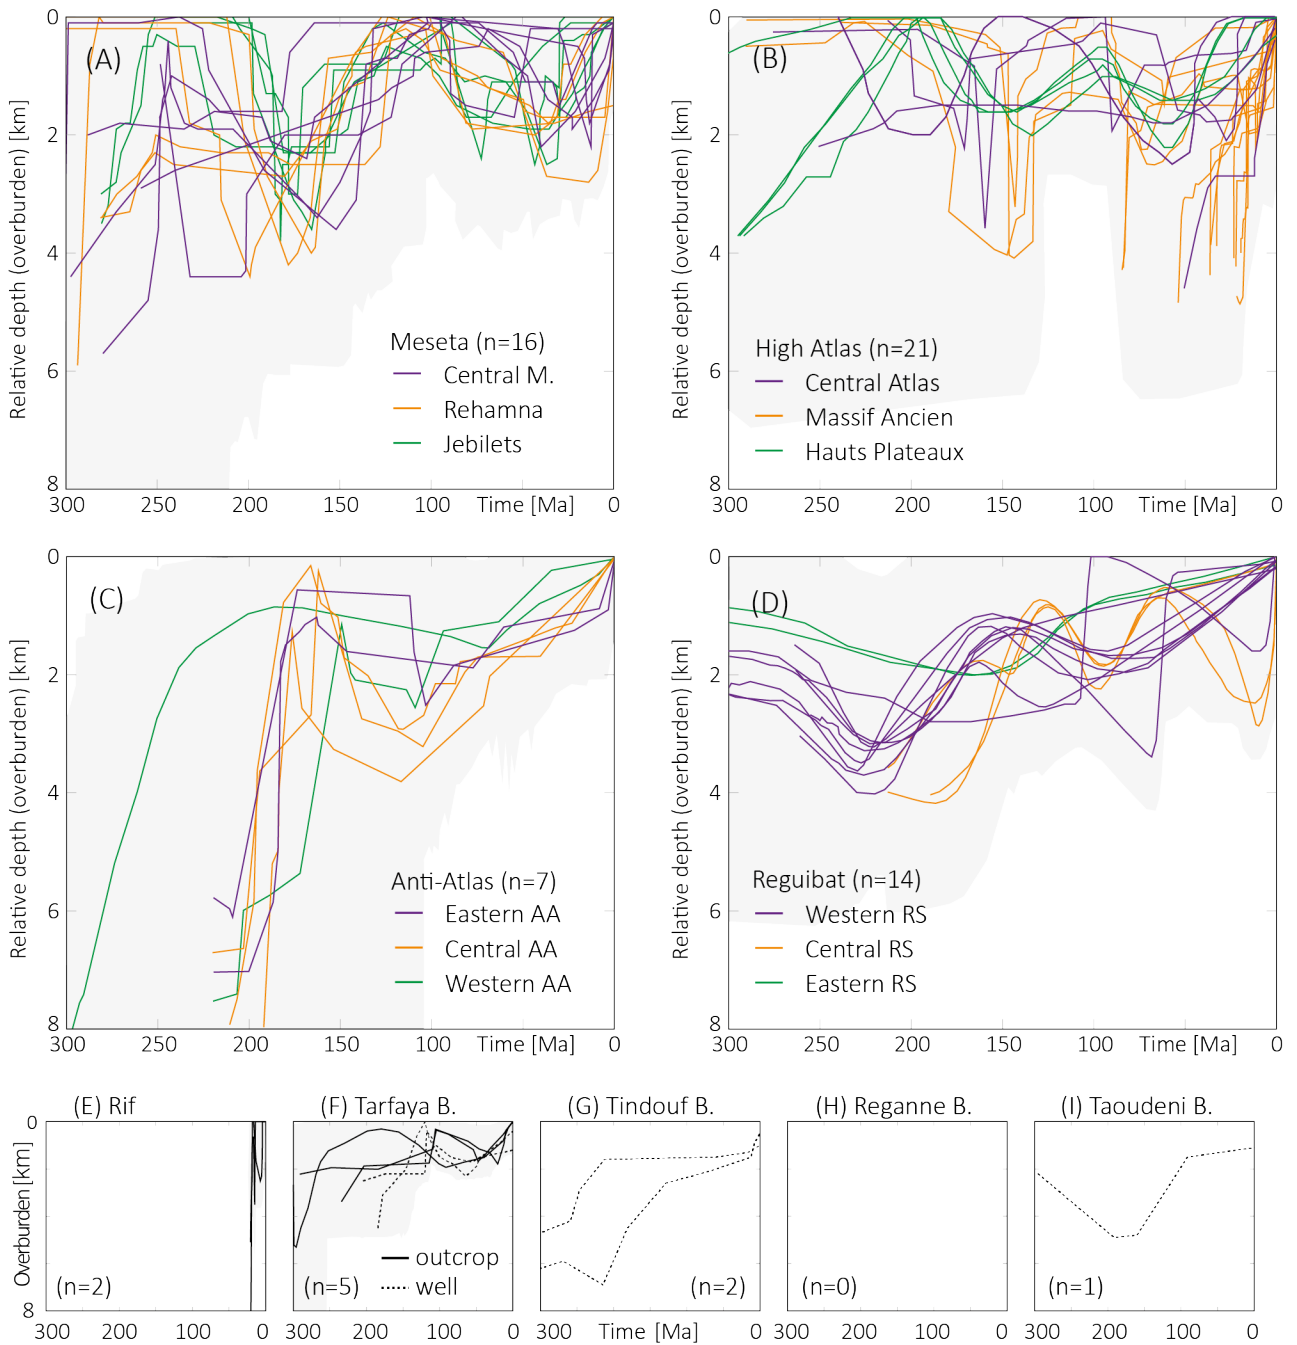 0
2
4
6
8
Relative depth (overburden) [km]
(A)
Meseta (n=16)
Central M.
Rehamna
Jebilets
300
250
200
150
100
Time [Ma]
0
0
2
4
6
8
Relative depth (overburden) [km]
(B)
High Atlas (n=21)
Central Atlas
Massif Ancien
Hauts Plateaux
300
250
200
150
100
Time [Ma]
0
0
2
4
6
8
Relative depth (overburden) [km]
(C)
Anti-Atlas (n=7)
Eastern AA
Central AA
Western AA
300
250
200
150
100
Time [Ma]
0
0
2
4
6
8
Relative depth (overburden) [km]
(D)
Reguibat (n=14)
Western RS
Central RS
Eastern RS
300
250
200
150
100
Time [Ma]
0
(E) Rif
0
8
Overburden [km]
(n=2)
300
200
100
0
(F) Tarfaya B.
outcrop
well
(n=5)
300
200
100
0
(G) Tindouf B.
(n=2)
300
Time [Ma]
0
(H) Reganne B.
(n=0)
300
200
100
0
(I) Taoudeni B.
(n=1)
300
200
100
0